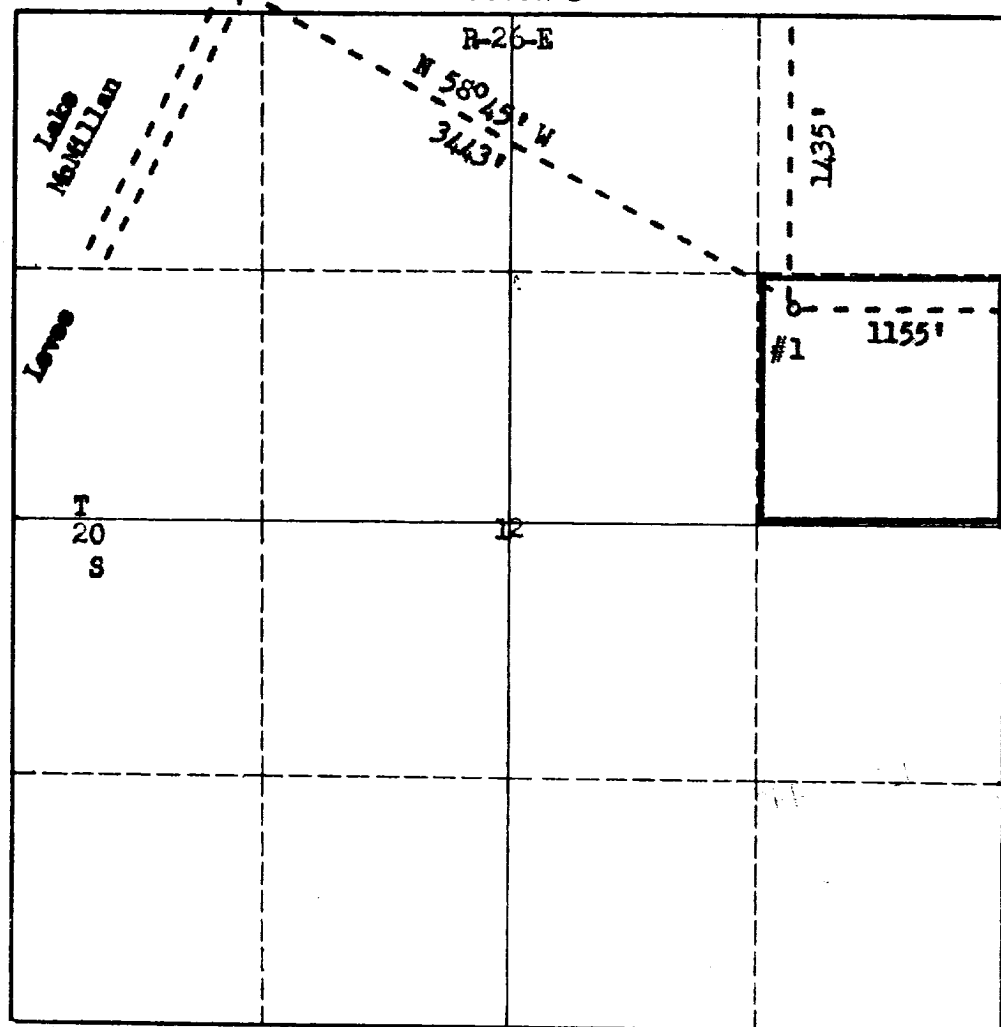 R-26-E
Lake
McMillan
N 58°45' W
3443'
1435'
Levee
#1
1155'
T
20
S
12